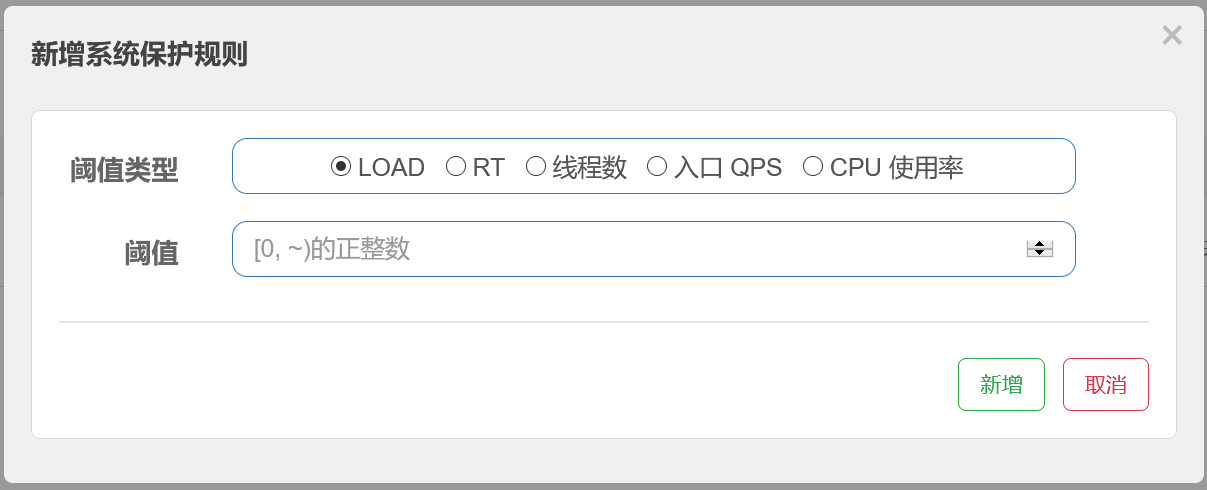 新增系统保护规则
×
阈值类型 LOAD RT 线程数 入口 QPS CPU 使用率
阈值 [0, ~)的正整数
新增 取消